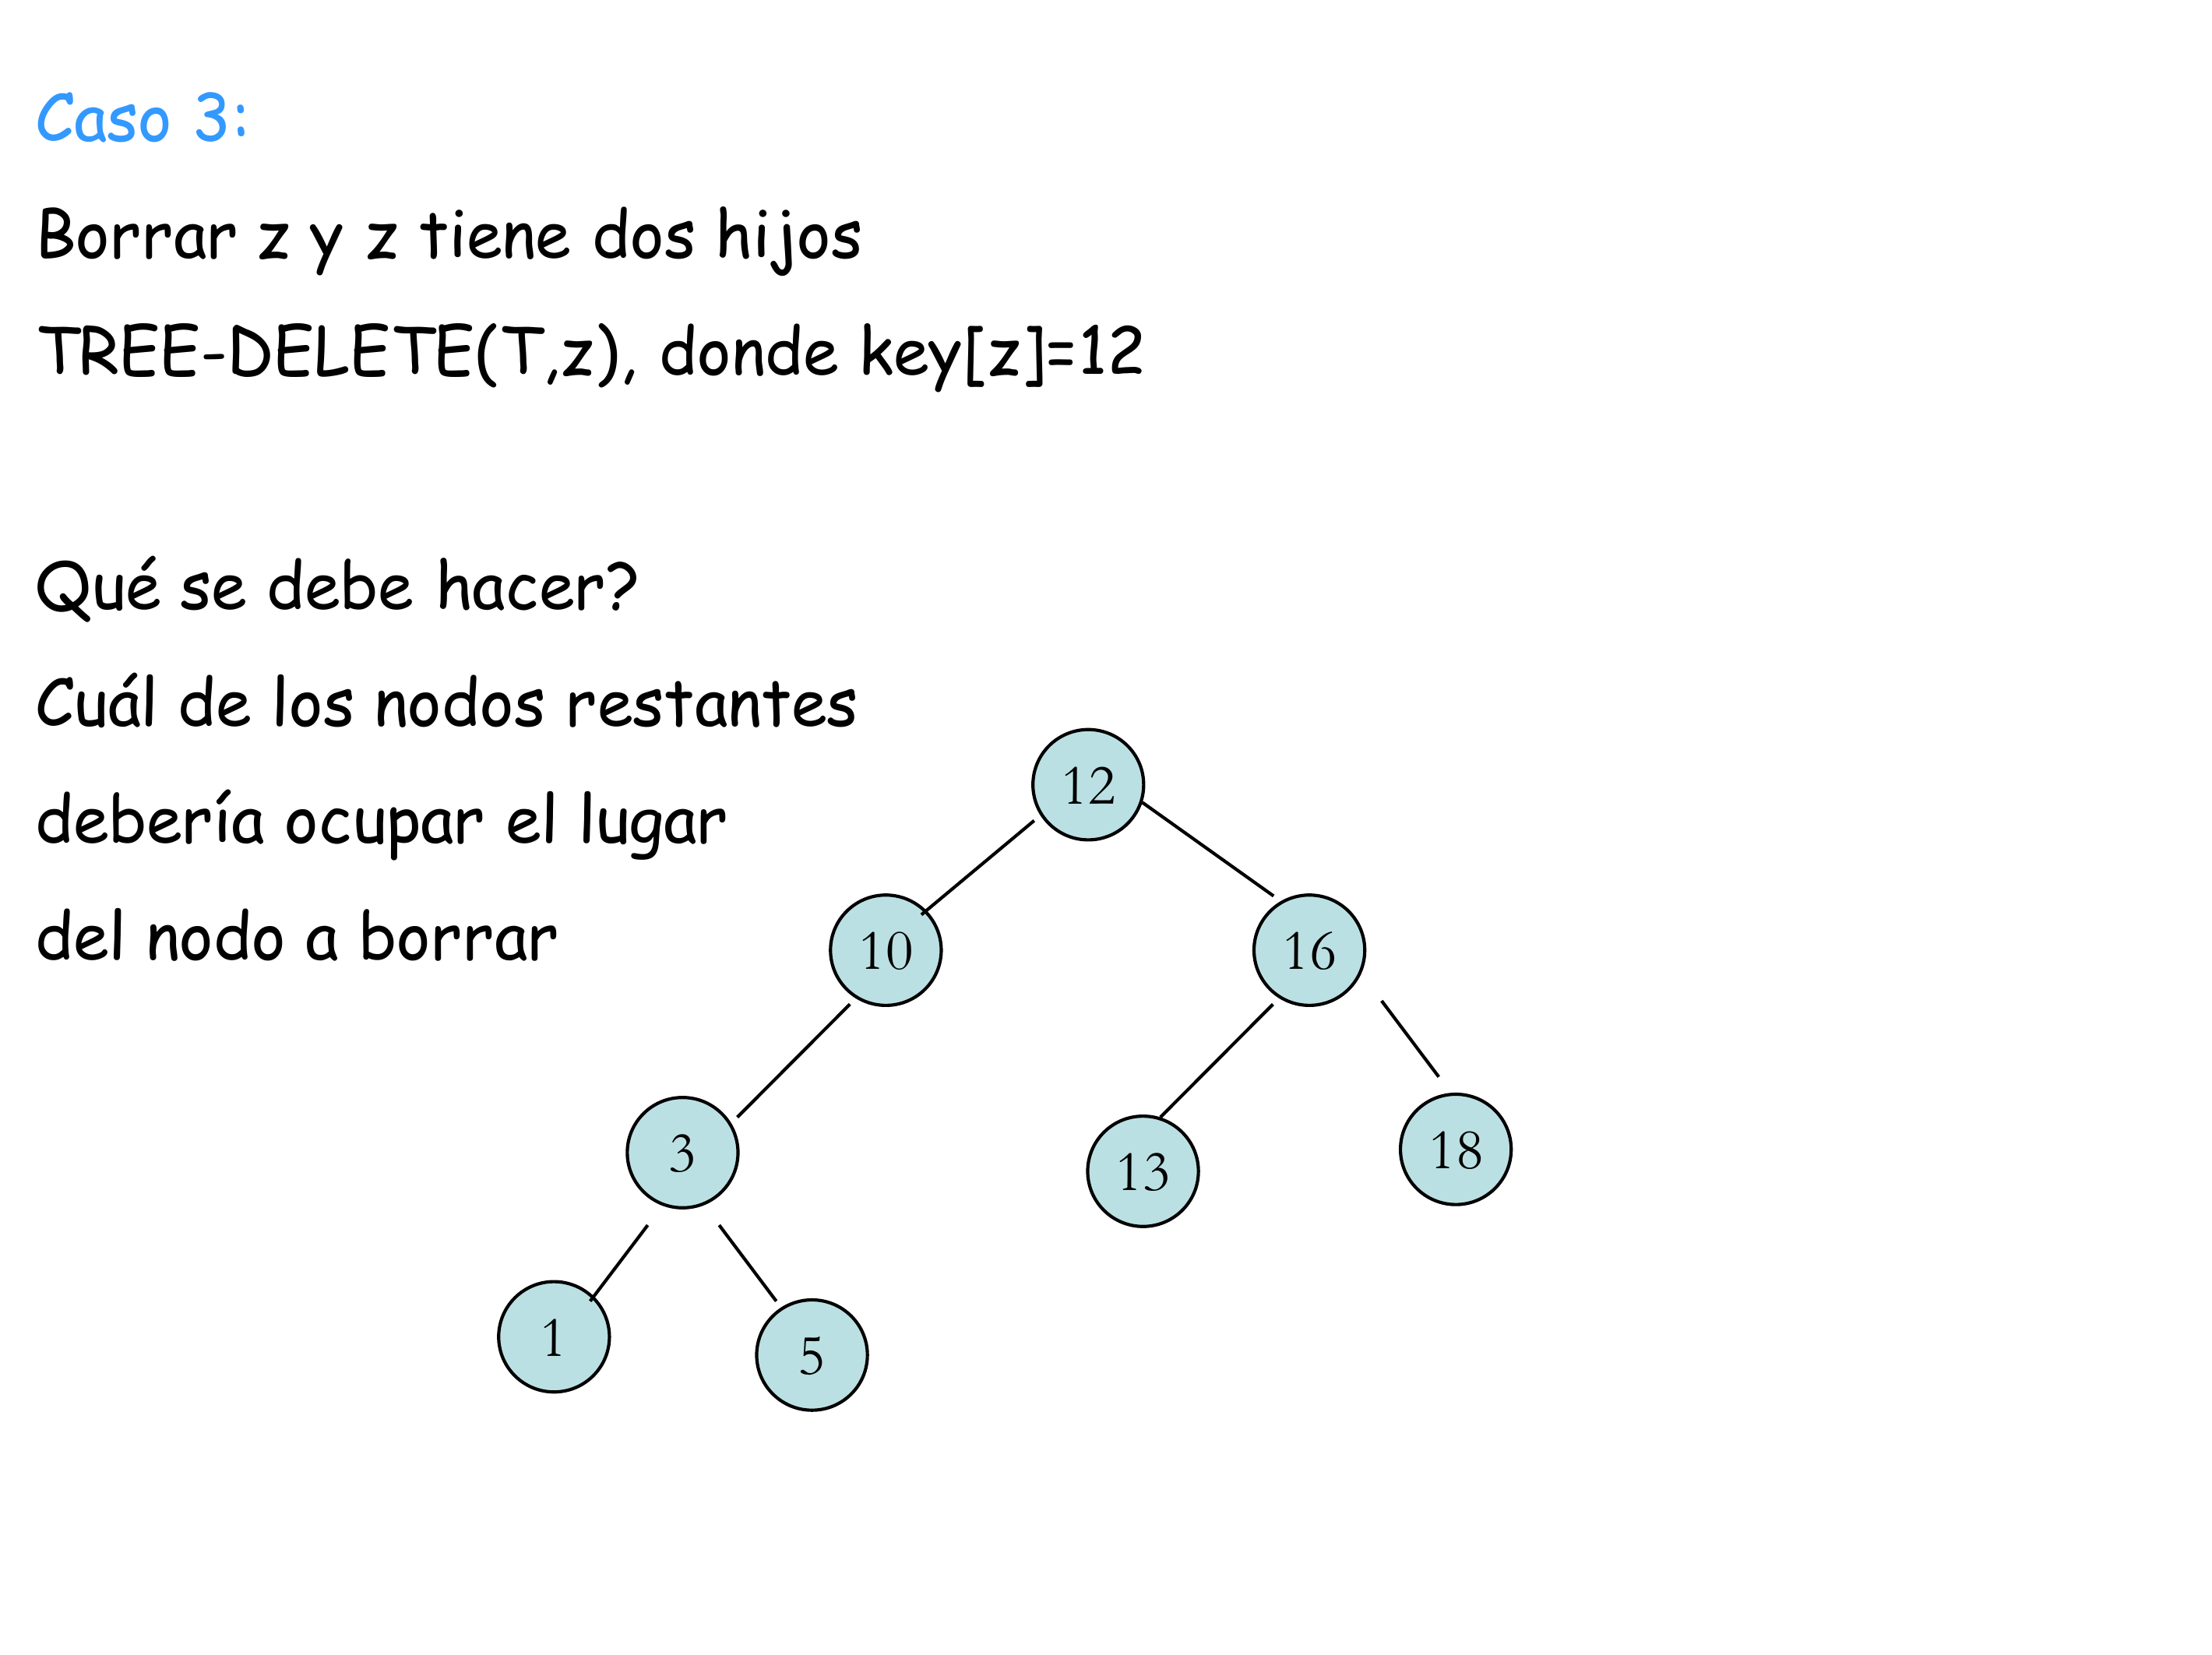 Caso 3:
Borrar z y z tiene dos hijos
TREE-DELETE(T,z), donde key[z]=12
Qué se debe hacer?
Cuál de los nodos restantes
debería ocupar el lugar
del nodo a borrar
12
10
16
3
13
18
1
5